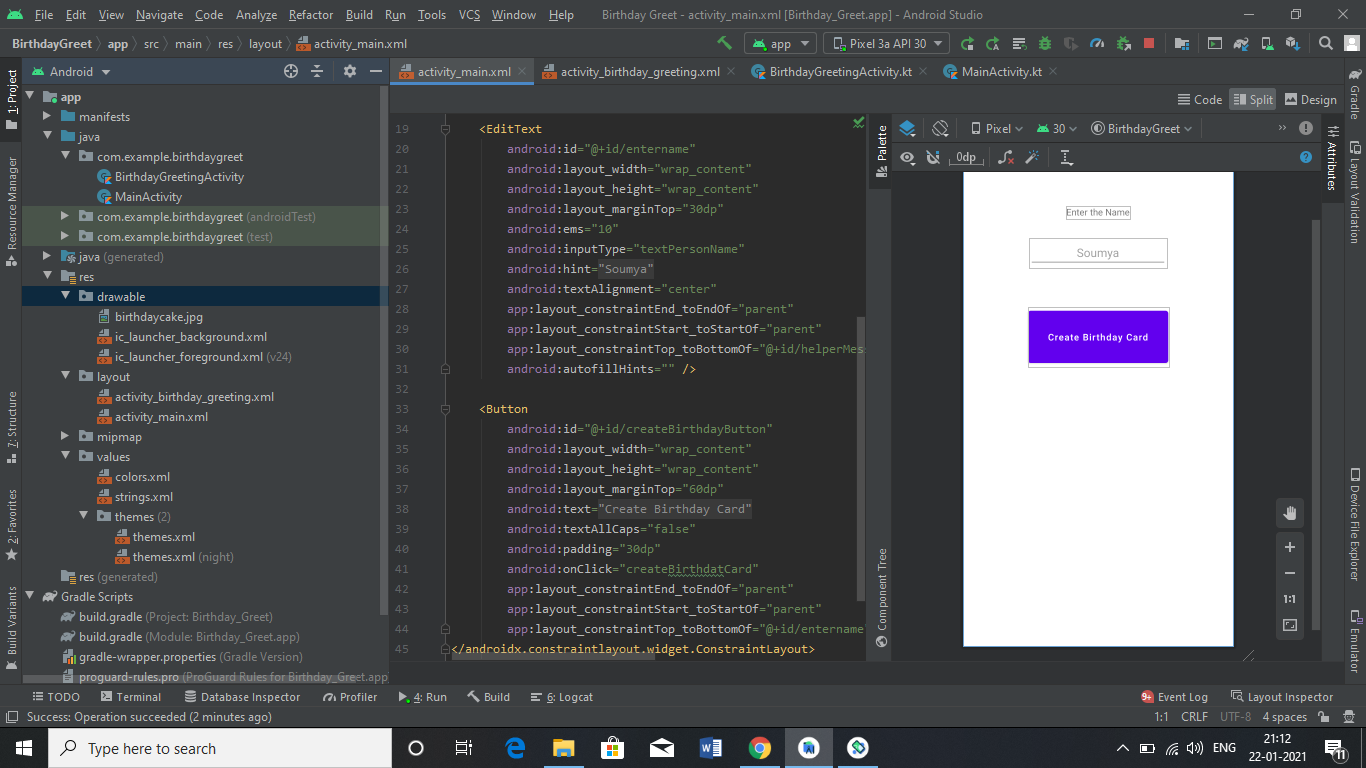 File Edit View Navigate Code Analyze Refactor Build Run Tools VCS Window Help Birthday Greet - activity_main.xml [Birthday_Greet.app] - Android Studio
BirthdayGreet app src main res layout activity_main.xml app Pixel 3a API 30
1: Project
Resource Manager
7: Structure
2: Favorites
Build Variants
Android
app
manifests
java
com.example.birthdaygreet
BirthdayGreetingActivity
MainActivity
com.example.birthdaygreet (androidTest)
com.example.birthdaygreet (test)
java (generated)
res
drawable
birthdaycake.jpg
ic_launcher_background.xml
ic_launcher_foreground.xml (v24)
layout
activity_birthday_greeting.xml
activity_main.xml
mipmap
values
colors.xml
strings.xml
themes (2)
themes.xml
themes.xml (night)
res (generated)
Gradle Scripts
build.gradle (Project: Birthday_Greet)
build.gradle (Module: Birthday_Greet.app)
gradle-wrapper.properties (Gradle Version)
proguard-rules.pro (ProGuard Rules for Birthday_Greet.app
activity_main.xml activity_birthday_greeting.xml BirthdayGreetingActivity.kt MainActivity.kt
Code Split Design
19 <EditText
20 android:id="@+id/entername"
21 android:layout_width="wrap_content"
22 android:layout_height="wrap_content"
23 android:layout_marginTop="30dp"
24 android:ems="10"
25 android:inputType="textPersonName"
26 android:hint="Soumya"
27 android:textAlignment="center"
28 app:layout_constraintEnd_toEndOf="parent"
29 app:layout_constraintStart_toStartOf="parent"
30 app:layout_constraintTop_toBottomOf="@+id/helperMes
31 android:autofillHints="" />
32
33 <Button
34 android:id="@+id/createBirthdayButton"
35 android:layout_width="wrap_content"
36 android:layout_height="wrap_content"
37 android:layout_marginTop="60dp"
38 android:text="Create Birthday Card"
39 android:textAllCaps="false"
40 android:padding="30dp"
41 android:onClick="createBirthdatCard"
42 app:layout_constraintEnd_toEndOf="parent"
43 app:layout_constraintStart_toStartOf="parent"
44 app:layout_constraintTop_toBottomOf="@+id/entername
45 </androidx.constraintlayout.widget.ConstraintLayout>
Palette
Component Tree
Pixel 30 BirthdayGreet
0dp
Enter the Name
Soumya
Create Birthday Card
1:1
Attributes
Gradle
Layout Validation
Device File Explorer
Emulator
TODO Terminal Database Inspector Profiler 4: Run Build 6: Logcat 9+ Event Log Layout Inspector
Success: Operation succeeded (2 minutes ago) 1:1 CRLF UTF-8 4 spaces
Type here to search
ENG
21:12
22-01-2021
11